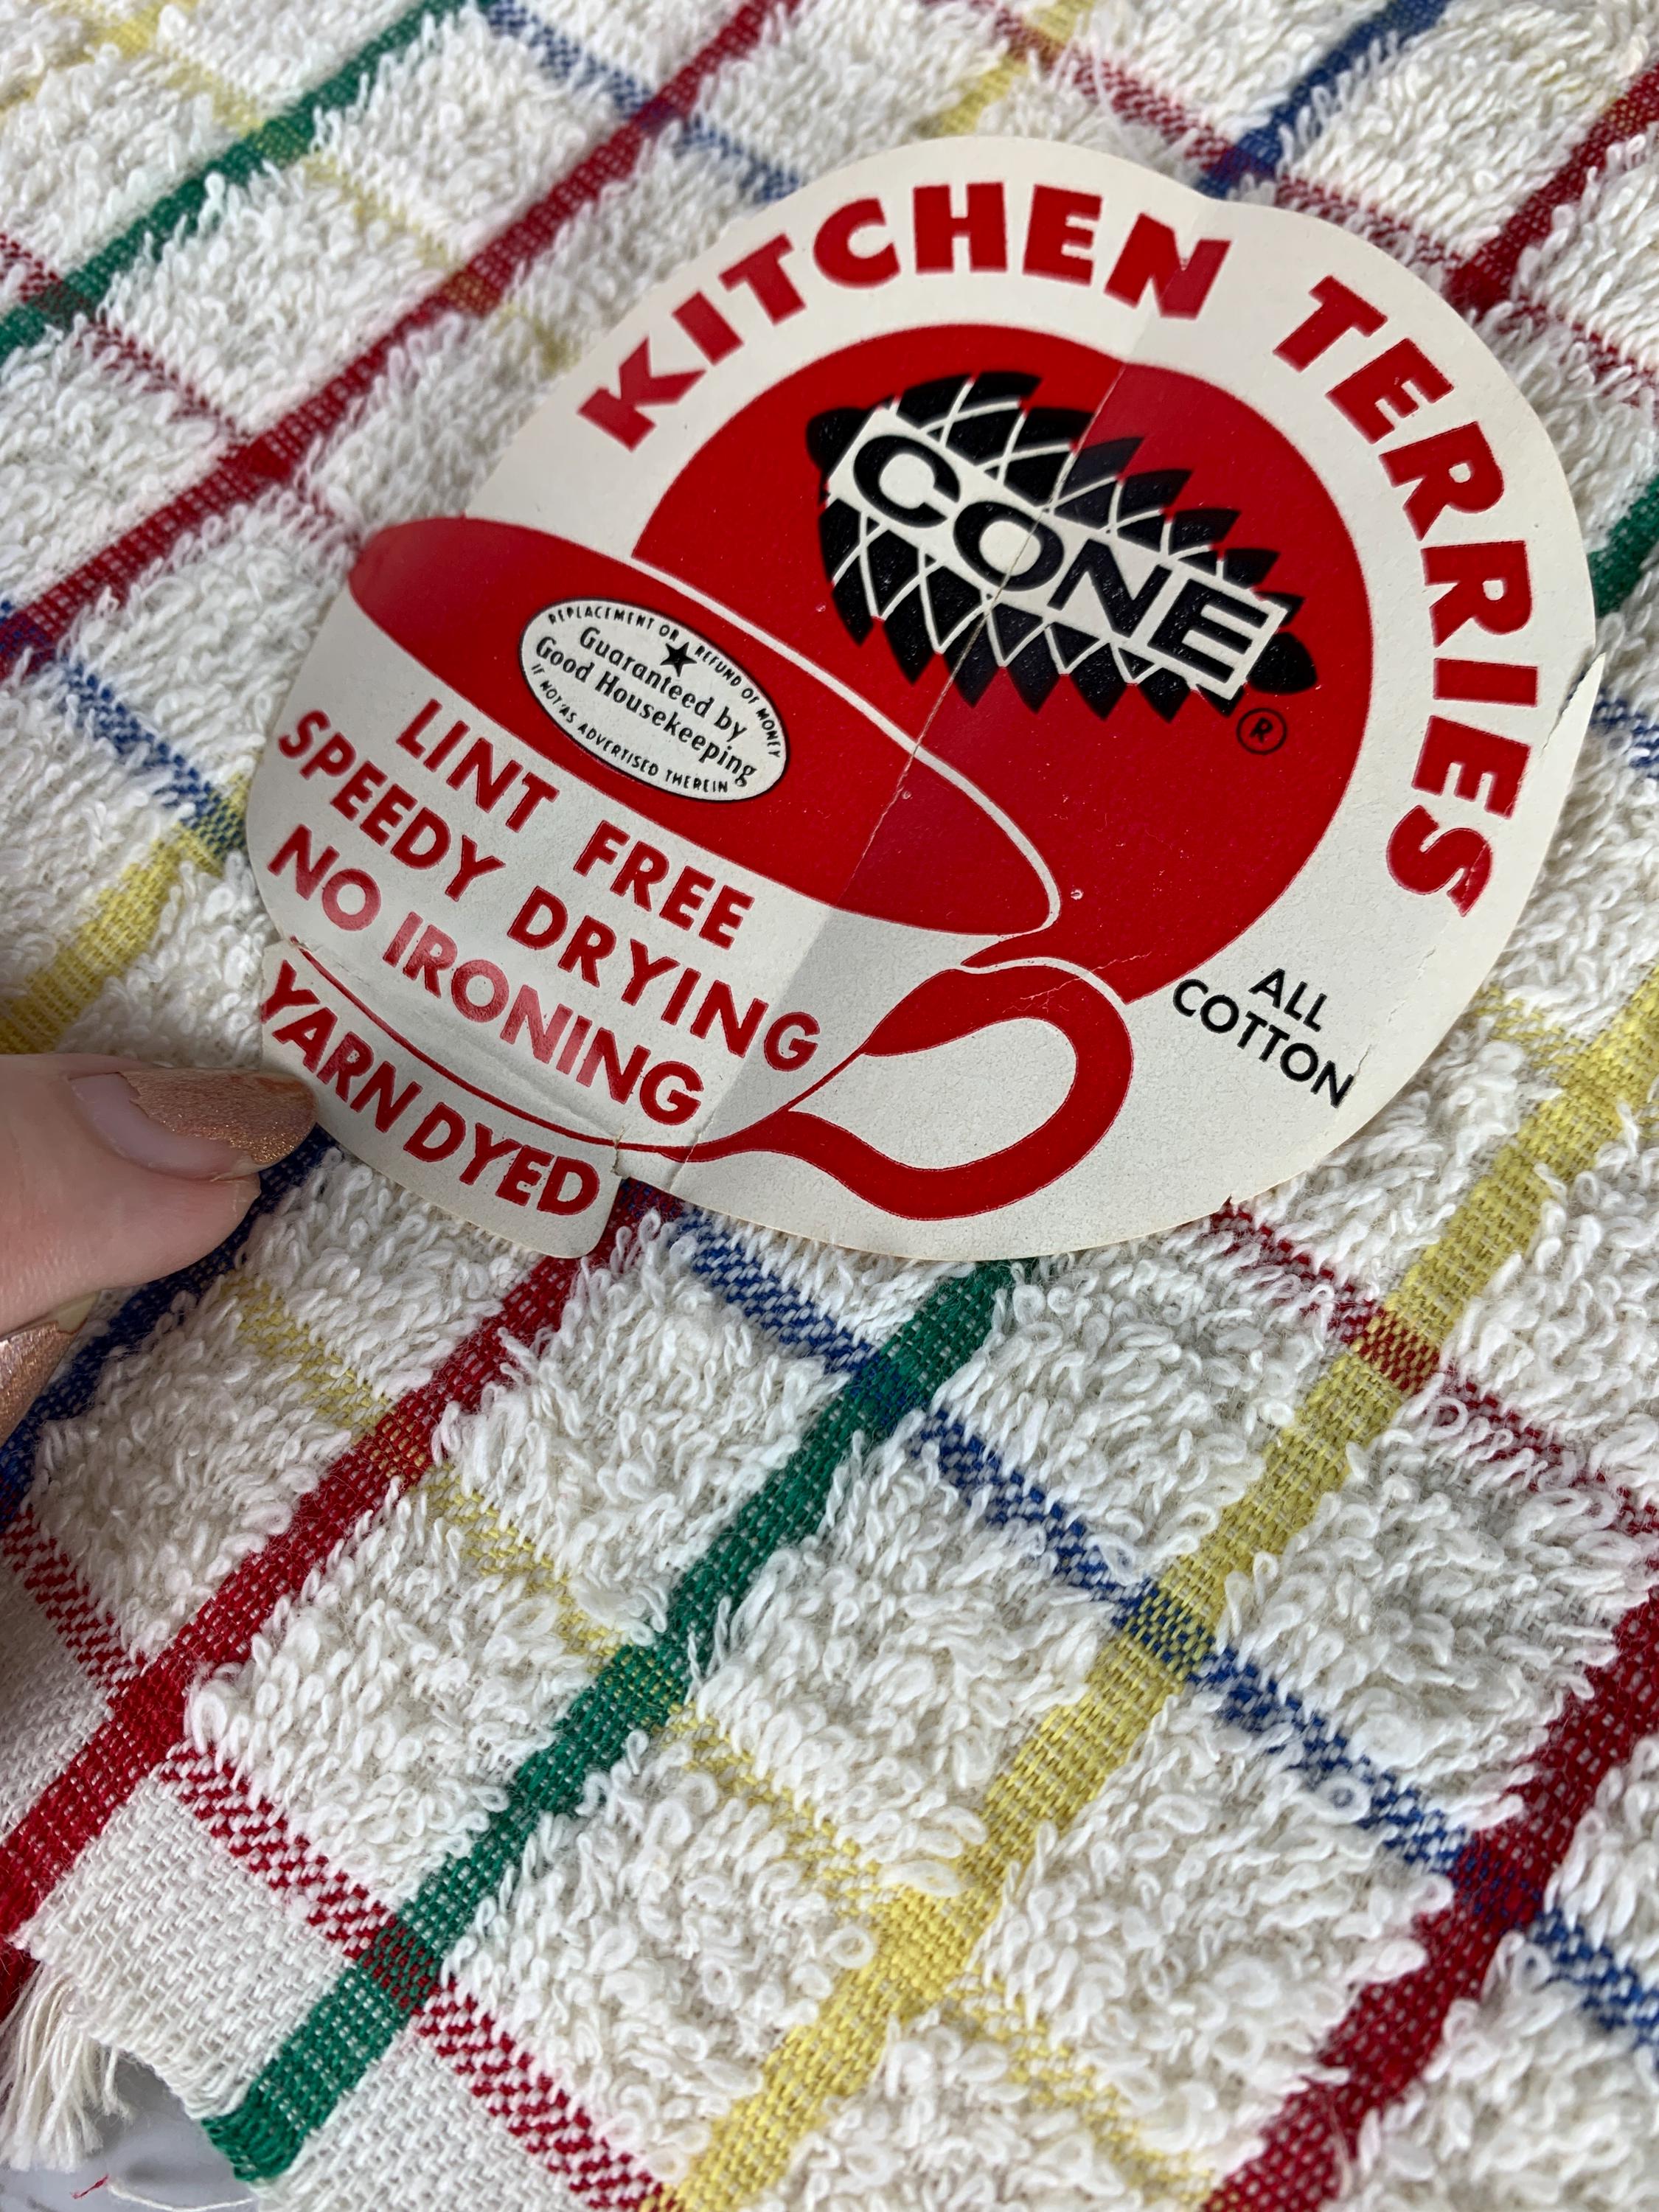 KITCHEN TERRIES
CONE
®
REPLACEMENT OR REFUND OF MONEY
Guaranteed by
Good Housekeeping
IF NOT AS ADVERTISED THEREIN
LINT FREE
SPEEDY DRYING
NO IRONING
YARN DYED
ALL
COTTON